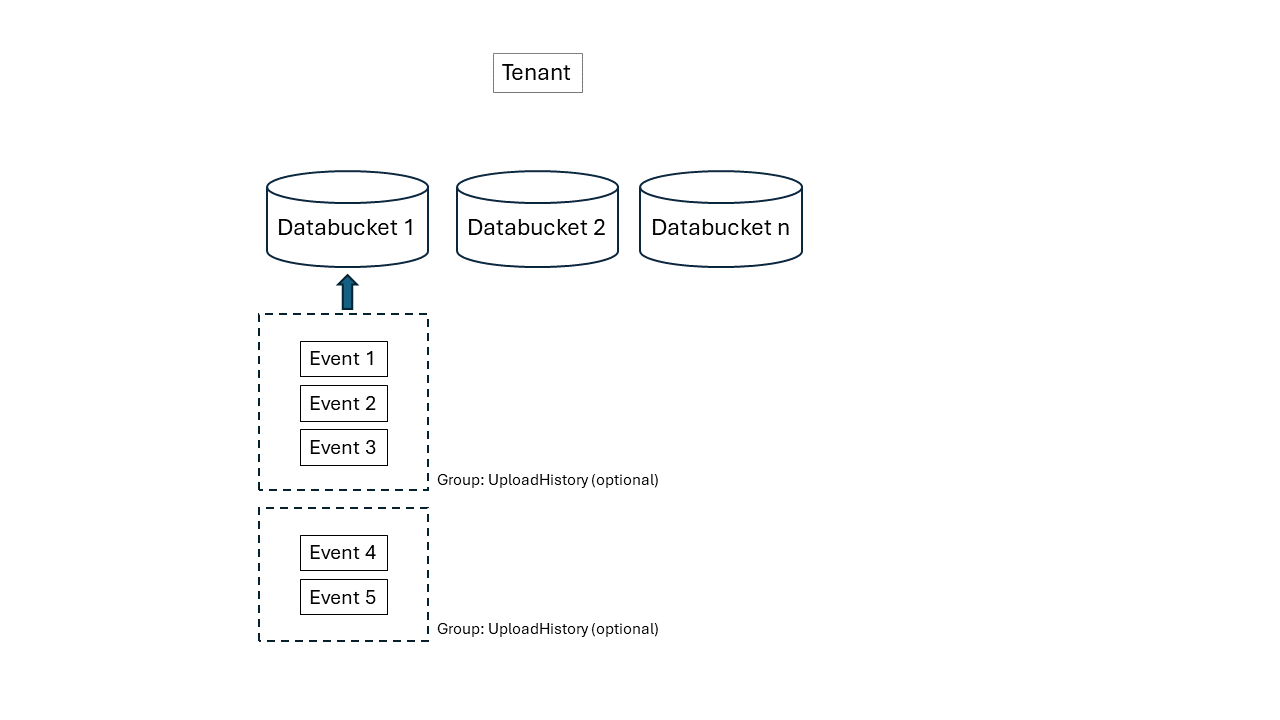 Tenant
Databucket 1
Databucket 2
Databucket n
Event 1
Event 2
Event 3
Group: UploadHistory (optional)
Event 4
Event 5
Group: UploadHistory (optional)